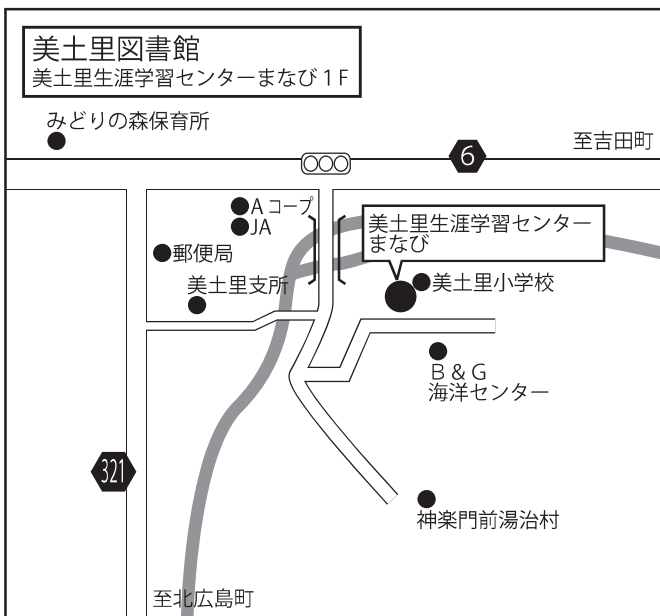 美土里図書館
美土里生涯学習センターまなび1F
みどりの森保育所
6
至吉田町
Aコープ
JA
郵便局
美土里支所
美土里生涯学習センター
まなび
美土里小学校
B&G
海洋センター
321
神楽門前湯治村
至北広島町